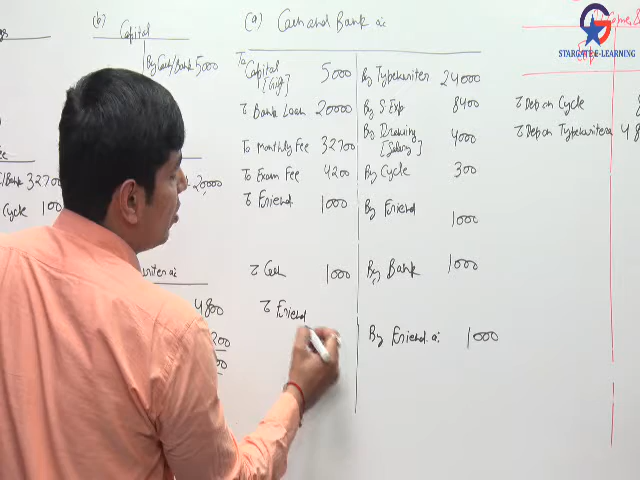 (b) Capital
By Cash/Bank 5000
20000
32700
Cycle 100
4800
200
(a) Cash and Bank a/c
To Capital [Gift] 5000 By Typewriter 24000
To Bank Loan 20000 By S Exp 8400
To Monthly Fee 32700 By Drawing [Salary] 4000
To Exam Fee 4200 By Cycle 300
To Friend 1000 By Friend 1000
To Cash 1000 By Bank 1000
To Friend
By Friend a/c 1000
STARGATE E-LEARNING
To Dep on Cycle
To Dep on Typewriter